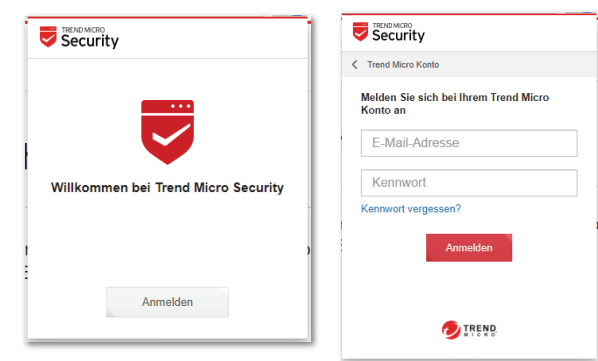 TREND MICRO
Security
Willkommen bei Trend Micro Security
Anmelden
TREND MICRO
Security
Trend Micro Konto
Melden Sie sich bei Ihrem Trend Micro
Konto an
E-Mail-Adresse
Kennwort
Kennwort vergessen?
Anmelden
TREND
MICRO